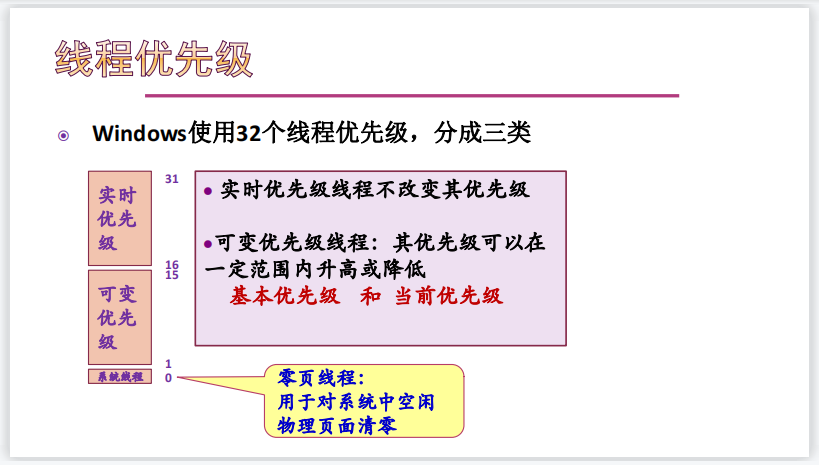 线程优先级
Windows使用32个线程优先级，分成三类
实时
优先
级
31
16
15
可变
优先
级
1
系统线程
0
实时优先级线程不改变其优先级
可变优先级线程：其优先级可以在
一定范围内升高或降低
基本优先级 和 当前优先级
零页线程：
用于对系统中空闲
物理页面清零